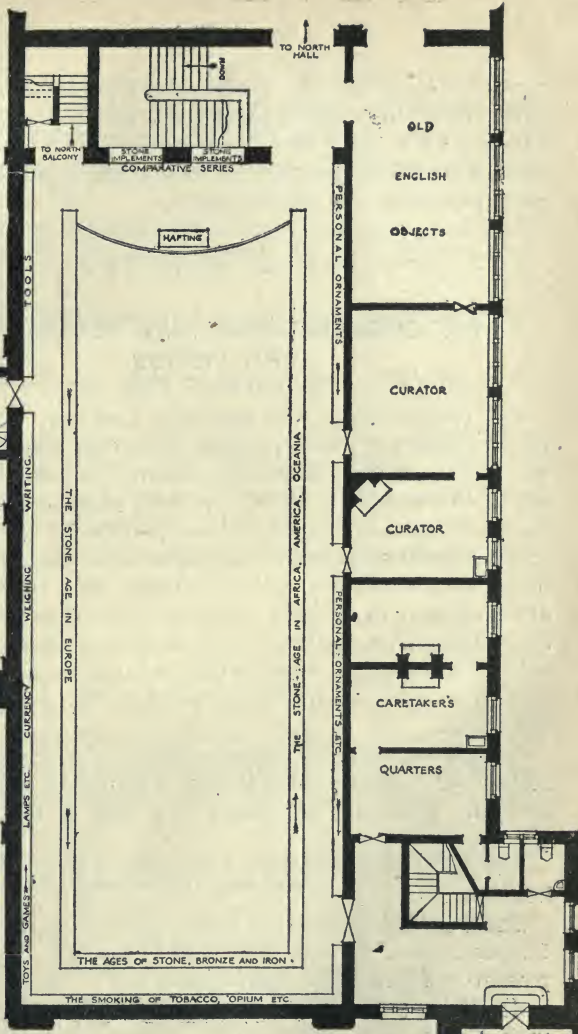 TO NORTH
HALL
DOWN
TO NORTH
BALCONY
STONE
IMPLEMENTS
STONE
IMPLEMENTS
COMPARATIVE SERIES
HAFTING
OLD
ENGLISH
OBJECTS
TOOLS
PERSONAL ORNAMENTS
CURATOR
CURATOR
WRITING
WEIGHING
CURRENCY
LAMPS ETC.
TOYS AND GAMES
THE STONE AGE IN EUROPE
THE STONE AGE IN AFRICA, AMERICA, OCEANIA
PERSONAL ORNAMENTS, ETC.
CARETAKER'S
QUARTERS
THE AGES OF STONE, BRONZE AND IRON
THE SMOKING OF TOBACCO, OPIUM ETC.